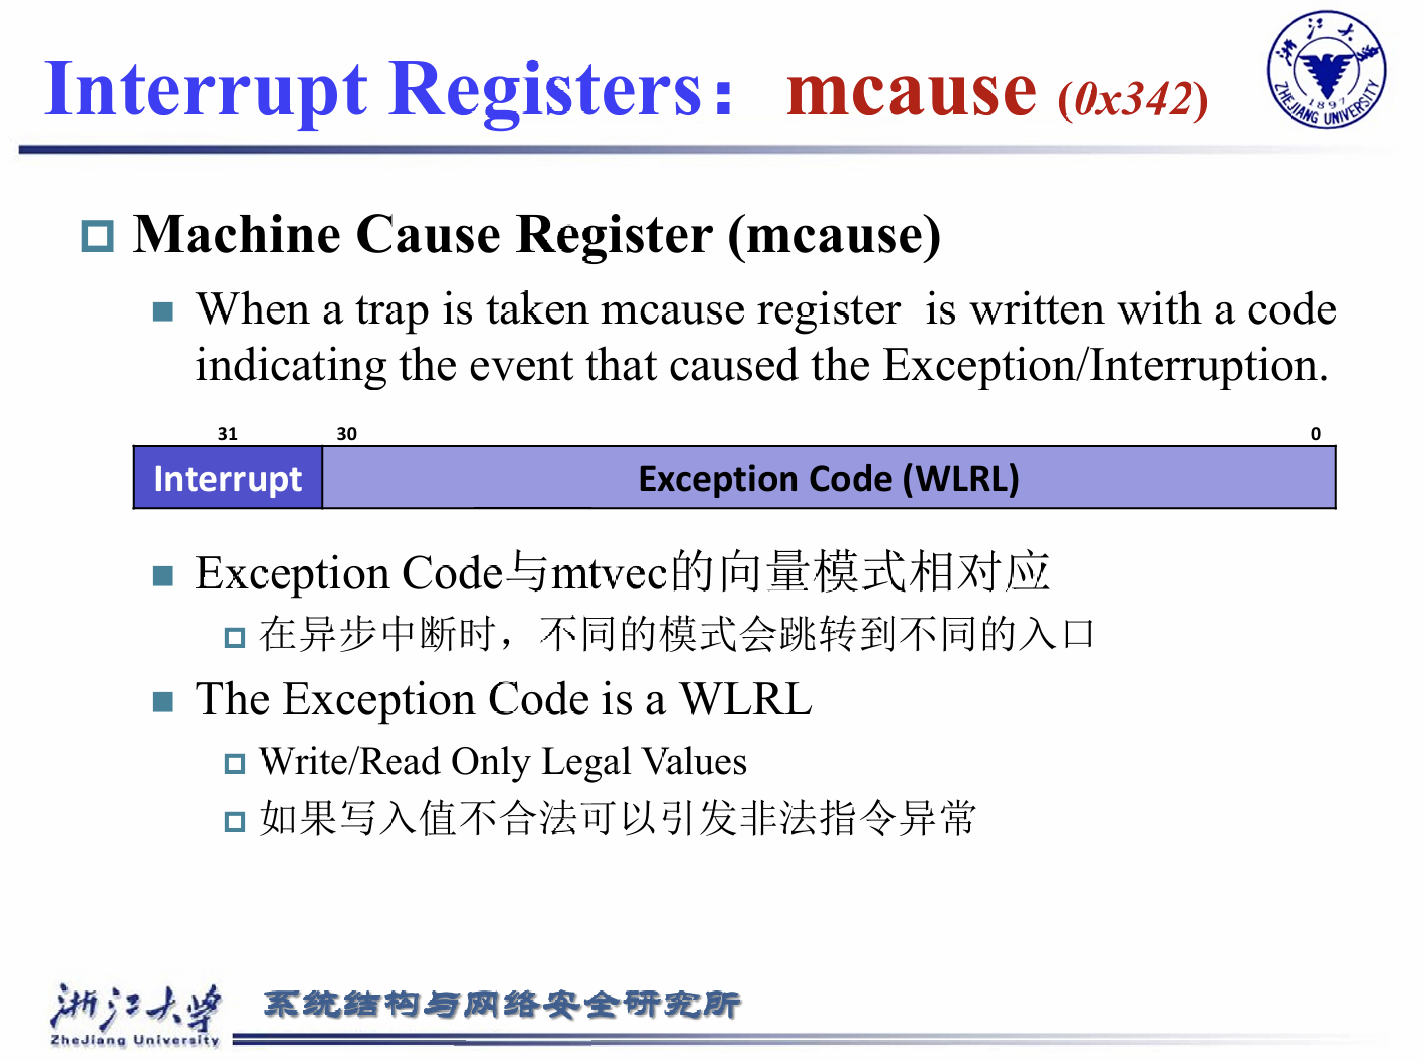 Interrupt Registers：mcause (0x342)
浙江大学
1897
ZHEJIANG UNIVERSITY
Machine Cause Register (mcause)
When a trap is taken mcause register is written with a code
indicating the event that caused the Exception/Interruption.
31 30 0
Interrupt Exception Code (WLRL)
Exception Code与mtvec的向量模式相对应
在异步中断时，不同的模式会跳转到不同的入口
The Exception Code is a WLRL
Write/Read Only Legal Values
如果写入值不合法可以引发非法指令异常
浙江大学 系统结构与网络安全研究所
ZheJiang University